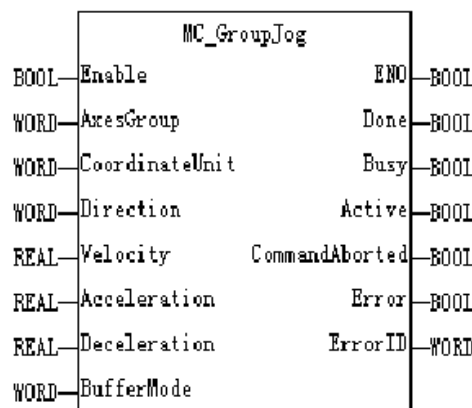 MC_GroupJog
BOOL Enable ENO BOOL
WORD AxesGroup Done BOOL
WORD CoordinateUnit Busy BOOL
WORD Direction Active BOOL
REAL Velocity CommandAborted BOOL
REAL Acceleration Error BOOL
REAL Deceleration ErrorID WORD
WORD BufferMode